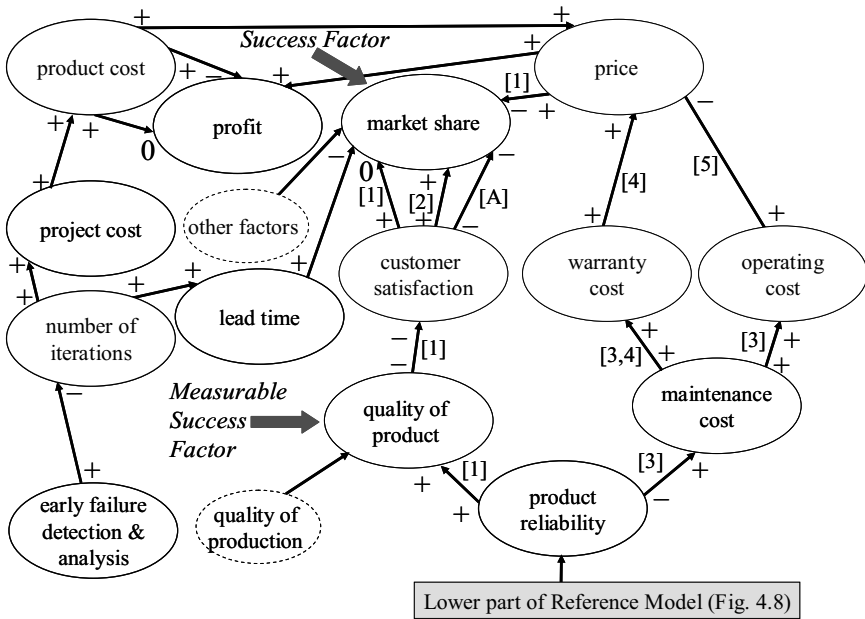 + +
Success Factor
+
product cost
+ − +
price
[1]
profit
market share
− +
−
+ +
0
+
− 0
+ −
[5]
[1] [2] [A]
[4]
+
project cost
other factors
+ + −
+ +
+
customer
satisfaction
warranty
cost
operating
cost
+
+ + +
number of
iterations
lead time
−
− [1]
[3,4] + +
[3] + +
−
Measurable
Success
Factor
quality of
product
maintenance
cost
+
[1]
+ +
[3] +
−
early failure
detection &
analysis
quality of
production
product
reliability
Lower part of Reference Model (Fig. 4.8)